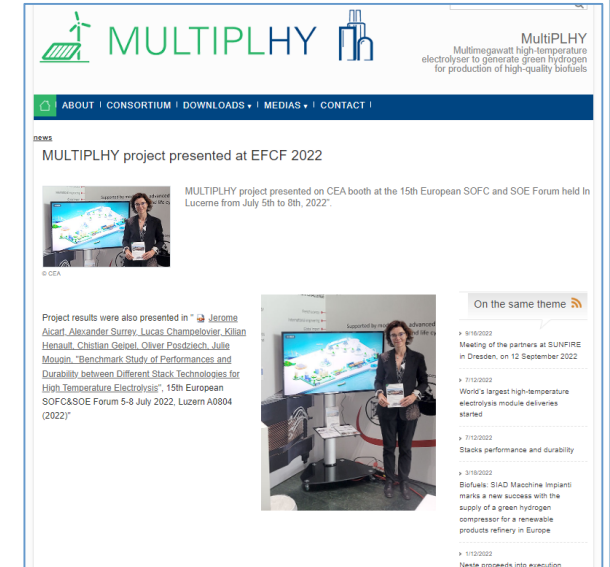 MULTIPLHY
MultiPLHY
Multimegawatt high-temperature
electrolyser to generate green hydrogen
for production of high-quality biofuels
ABOUT | CONSORTIUM | DOWNLOADS ▾ | MEDIAS ▾ | CONTACT |
news
MULTIPLHY project presented at EFCF 2022
MULTIPLHY project presented on CEA booth at the 15th European SOFC and SOE Forum held In
Lucerne from July 5th to 8th, 2022".
© CEA
Project results were also presented in " Jerome
Aicart, Alexander Surrey, Lucas Champelovier, Kilian
Henault, Chistian Geipel, Oliver Posdziech, Julie
Mougin, "Benchmark Study of Performances and
Durability between Different Stack Technologies for
High Temperature Electrolysis", 15th European
SOFC&SOE Forum 5-8 July 2022, Luzern A0804
(2022)"
Supported by
advanced
On the same theme
9/16/2022
Meeting of the partners at SUNFIRE
in Dresden, on 12 September 2022
7/12/2022
World's largest high-temperature
electrolysis module deliveries
started
7/12/2022
Stacks performance and durability
3/18/2022
Biofuels: SIAD Macchine Impianti
marks a new success with the
supply of a green hydrogen
compressor for a renewable
products refinery in Europe
1/12/2022
Neste proceeds into execution